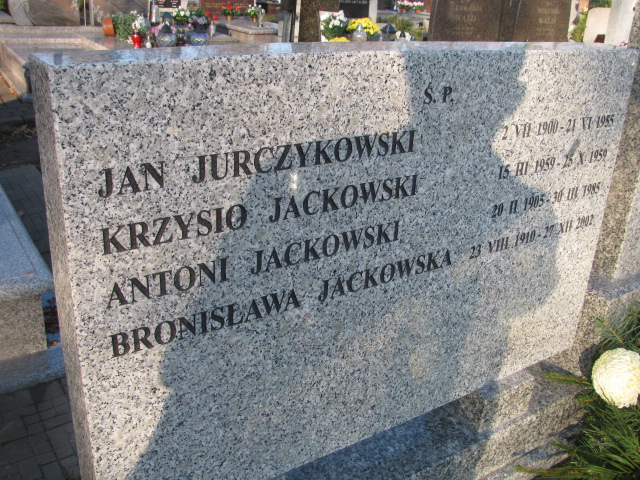 Ś. P.
JAN JURCZYKOWSKI 2 VII 1900 - 21 VI 1955
KRZYSIO JACKOWSKI 15 III 1959 - 25 X 1959
ANTONI JACKOWSKI 20 II 1905 - 30 III 1985
BRONISŁAWA JACKOWSKA 23 VIII 1910 - 27 XII 2002